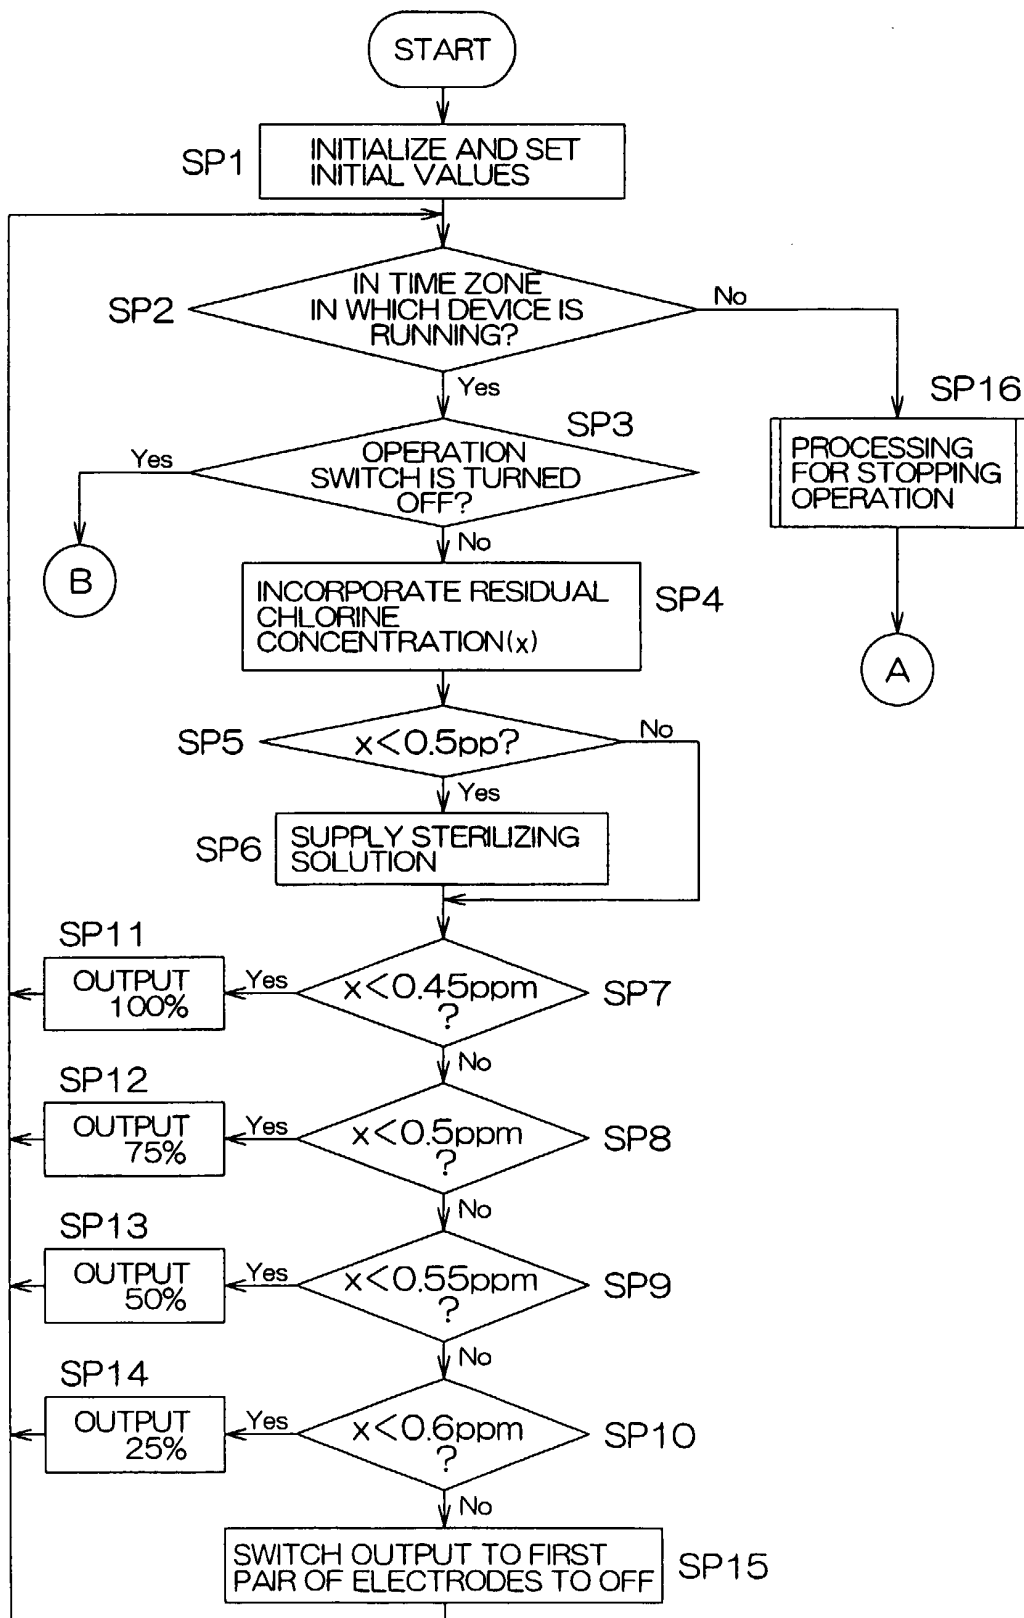 START
SP1
INITIALIZE AND SET
INITIAL VALUES
SP2
IN TIME ZONE
IN WHICH DEVICE IS
RUNNING?
No
Yes
SP16
PROCESSING
FOR STOPPING
OPERATION
SP3
OPERATION
SWITCH IS TURNED
OFF?
Yes
No
B
A
INCORPORATE RESIDUAL
CHLORINE
CONCENTRATION(x)
SP4
SP5
x<0.5pp?
No
Yes
SP6
SUPPLY STERILIZING
SOLUTION
SP11
OUTPUT
100%
Yes
x<0.45ppm
?
SP7
No
SP12
OUTPUT
75%
Yes
x<0.5ppm
?
SP8
No
SP13
OUTPUT
50%
Yes
x<0.55ppm
?
SP9
No
SP14
OUTPUT
25%
Yes
x<0.6ppm
?
SP10
No
SWITCH OUTPUT TO FIRST
PAIR OF ELECTRODES TO OFF
SP15